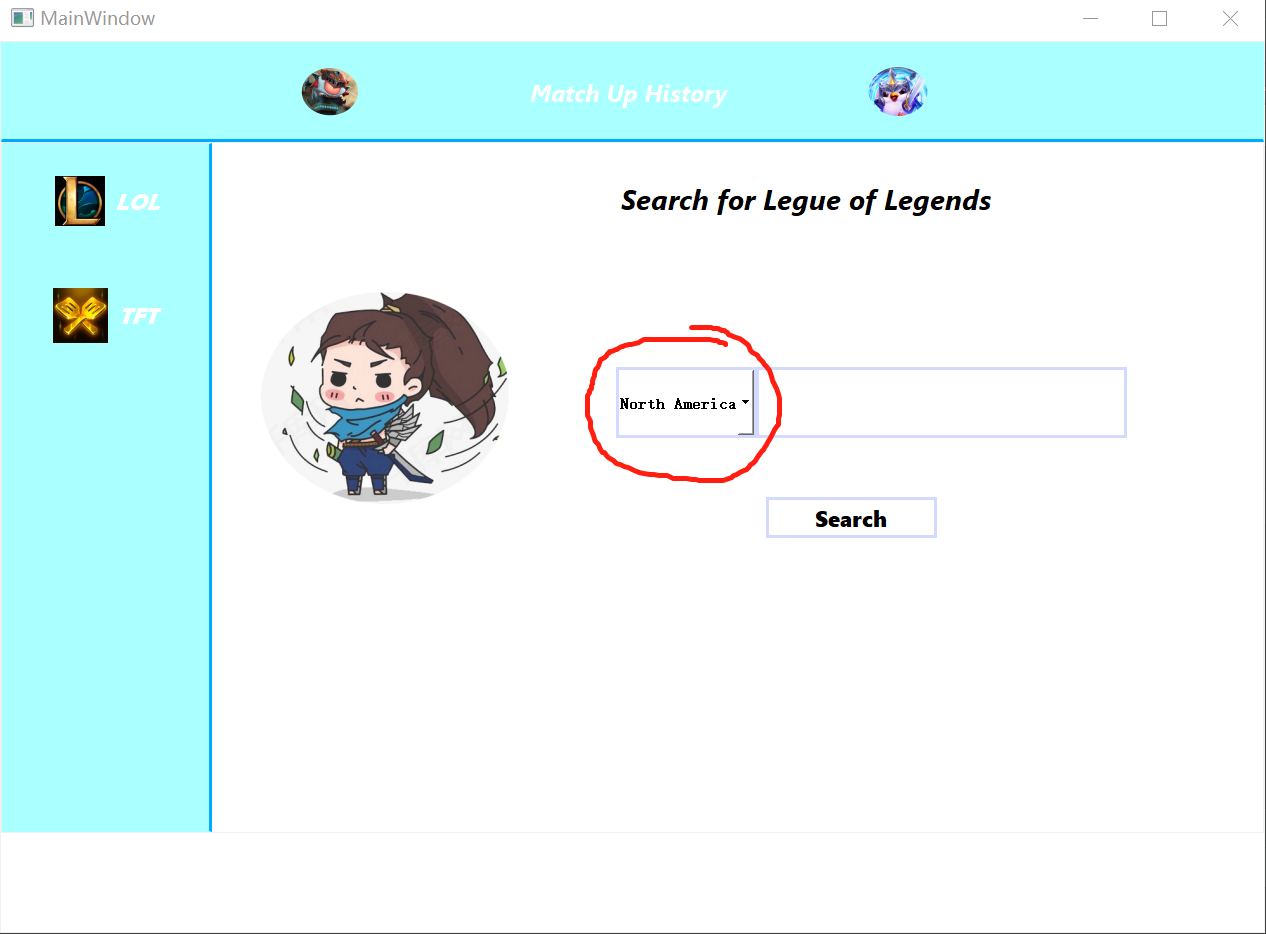 MainWindow
Match Up History
LOL
Search for Legue of Legends
TFT
North America
Search